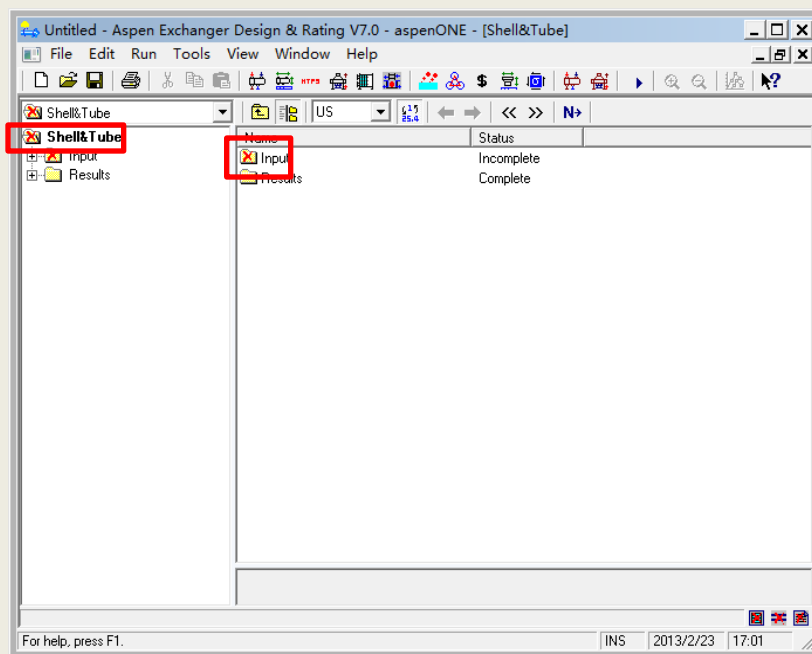 Untitled - Aspen Exchanger Design & Rating V7.0 - aspenONE - [Shell&Tube]
File Edit Run Tools View Window Help
HTFS $ N?
Shell&Tube US 25.4 N→
Shell&Tube Name Status
Input Input Incomplete
Results Results Complete
For help, press F1. INS 2013/2/23 17:01